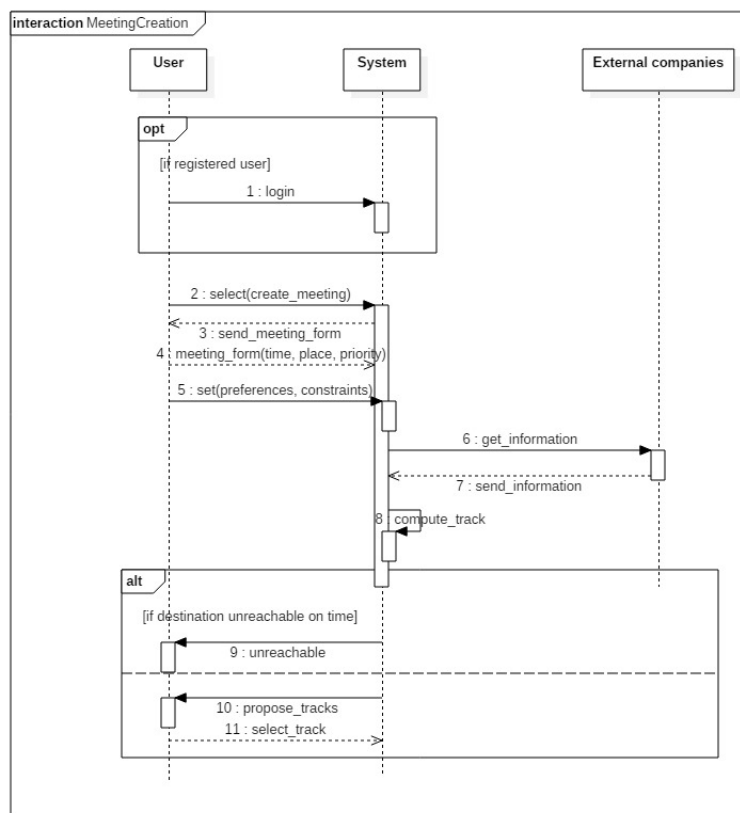 interaction MeetingCreation
User
System
External companies
opt
[if registered user]
1 : login
2 : select(create_meeting)
3 : send_meeting_form
4 : meeting_form(time, place, priority)
5 : set(preferences, constraints)
6 : get_information
7 : send_information
8 : compute_track
alt
[if destination unreachable on time]
9 : unreachable
10 : propose_tracks
11 : select_track